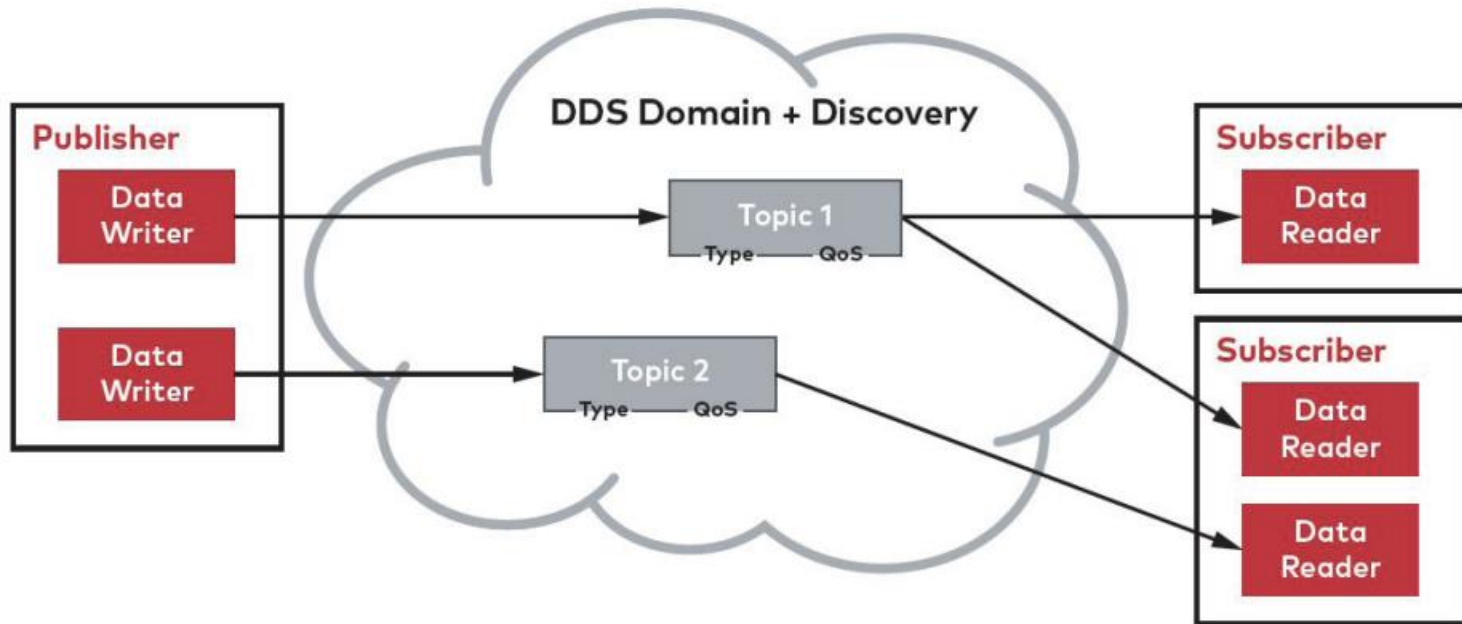 DDS Domain + Discovery
Publisher
Data
Writer
Data
Writer
Topic 1
Type QoS
Topic 2
Type QoS
Subscriber
Data
Reader
Subscriber
Data
Reader
Data
Reader